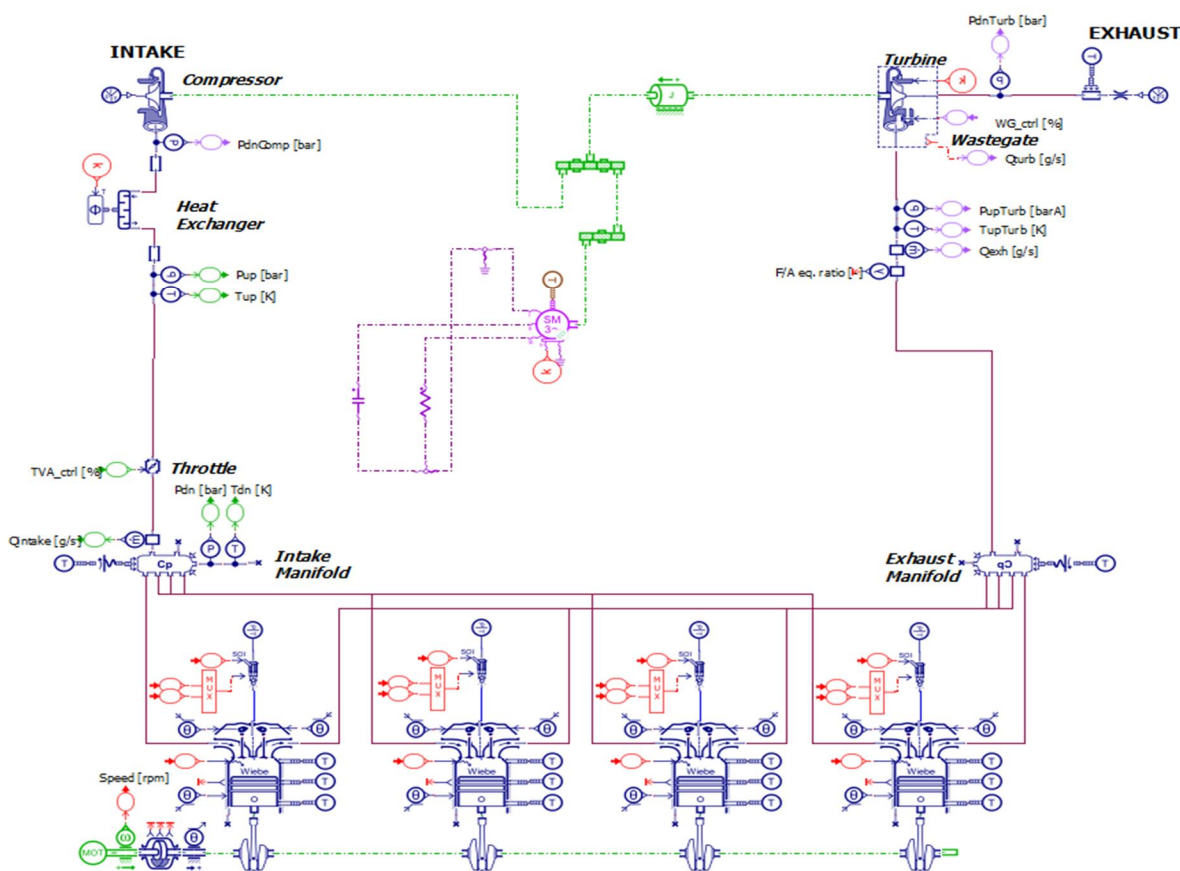 INTAKE
Compressor
PdnComp [bar]
Heat
Exchanger
Pup [bar]
Tup [K]
PdnTurb [bar]
EXHAUST
Turbine
WG_ctrl [%]
Wastegate
Qturb [g/s]
PupTurb [barA]
TupTurb [K]
Qexh [g/s]
F/A eq. ratio
SM
3~
TVA_ctrl [%]
Throttle
Pdn [bar] Tdn [K]
Qintake [g/s]
Cp
Intake
Manifold
Exhaust
Manifold
Cp
SOI
MUX
Wiebe
SOI
MUX
Wiebe
SOI
MUX
Wiebe
SOI
MUX
Wiebe
Speed [rpm]
MOT